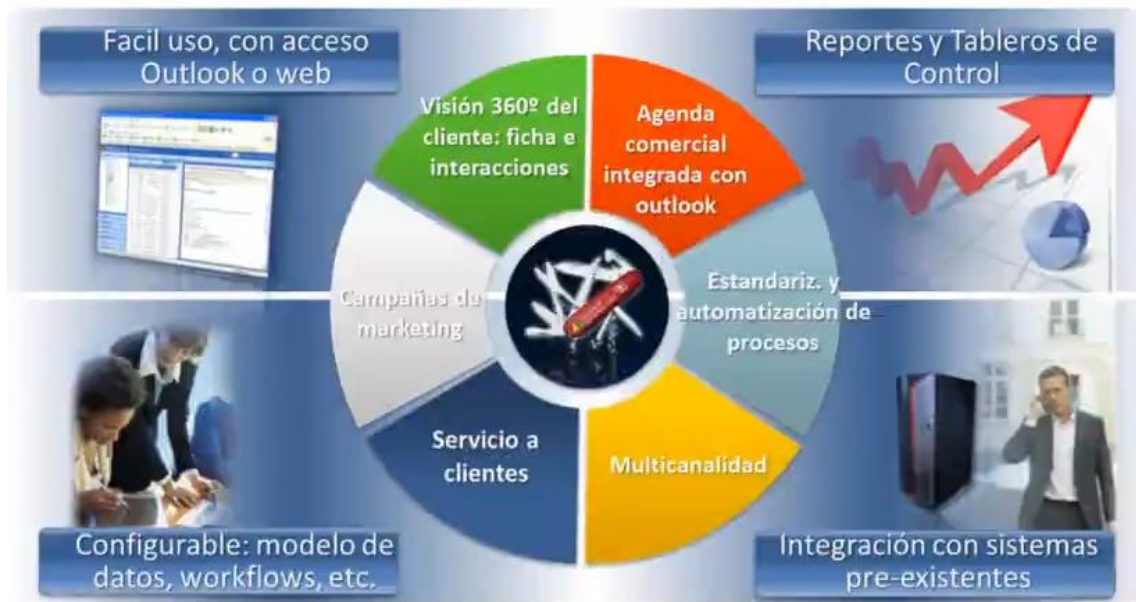 Facil uso, con acceso
Outlook o web
Reportes y Tableros de
Control
Visión 360º del
cliente: ficha e
interacciones
Agenda
comercial
integrada con
outlook
Campañas de
marketing
Estandariz. y
automatización de
procesos
Servicio a
clientes
Multicanalidad
Configurable: modelo de
datos, workflows, etc.
Integración con sistemas
pre-existentes